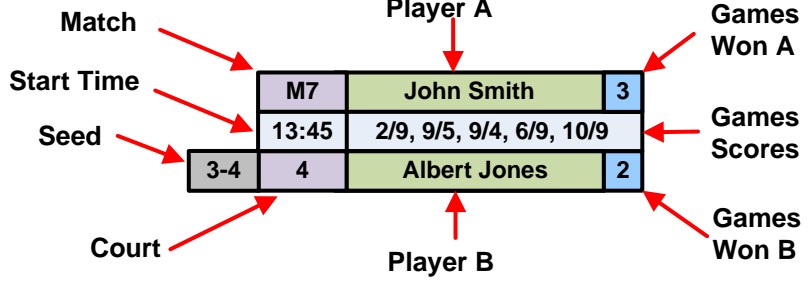 Player A
Games
Won A
Match
Start Time
M7 John Smith 3
13:45 2/9, 9/5, 9/4, 6/9, 10/9
Games
Scores
Seed
3-4 4 Albert Jones 2
Court
Player B
Games
Won B